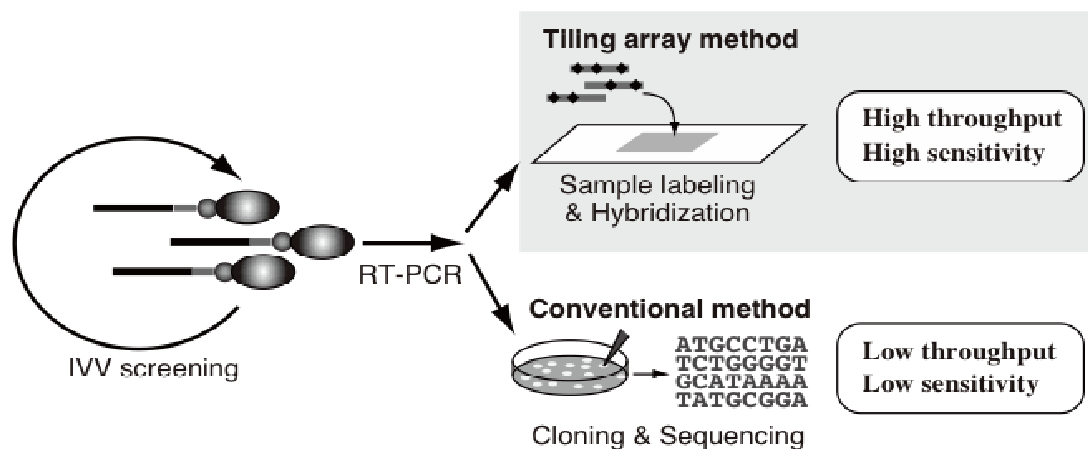 IVV screening
RT-PCR
Tiling array method
Sample labeling
& Hybridization
High throughput
High sensitivity
Conventional method
ATGCCTGA
TCTGGGGT
GCATAAAA
TATGCGGA
Cloning & Sequencing
Low throughput
Low sensitivity